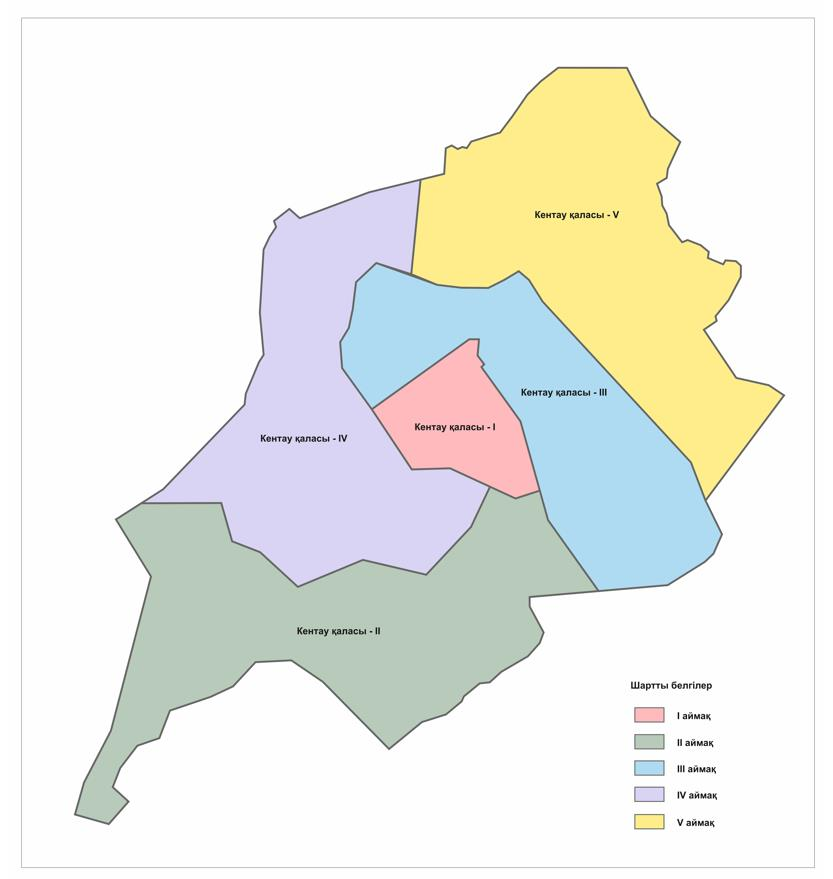 Кентау қаласы - V
Кентау қаласы - III
Кентау қаласы - I
Кентау қаласы - IV
Кентау қаласы - II
Шартты белгілер
I аймақ
II аймақ
III аймақ
IV аймақ
V аймақ